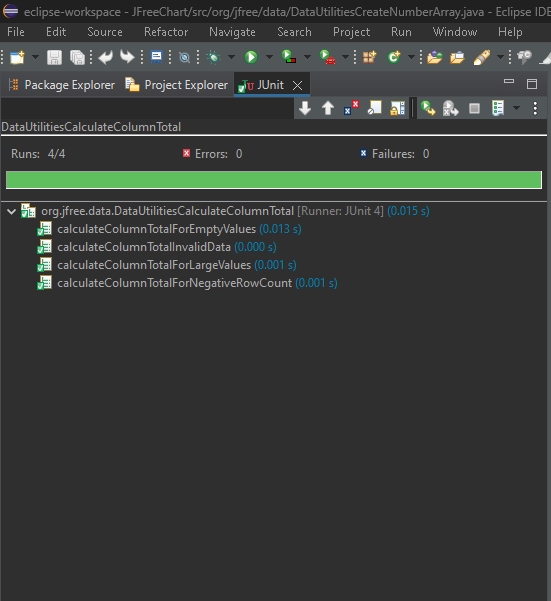 eclipse-workspace - JFreeChart/src/org/jfree/data/DataUtilitiesCreateNumberArray.java - Eclipse IDE
File Edit Source Refactor Navigate Search Project Run Window Help
Package Explorer Project Explorer JUnit
DataUtilitiesCalculateColumnTotal
Runs: 4/4 Errors: 0 Failures: 0
org.jfree.data.DataUtilitiesCalculateColumnTotal [Runner: JUnit 4] (0.015 s)
calculateColumnTotalForEmptyValues (0.013 s)
calculateColumnTotalInvalidData (0.000 s)
calculateColumnTotalForLargeValues (0.001 s)
calculateColumnTotalForNegativeRowCount (0.001 s)